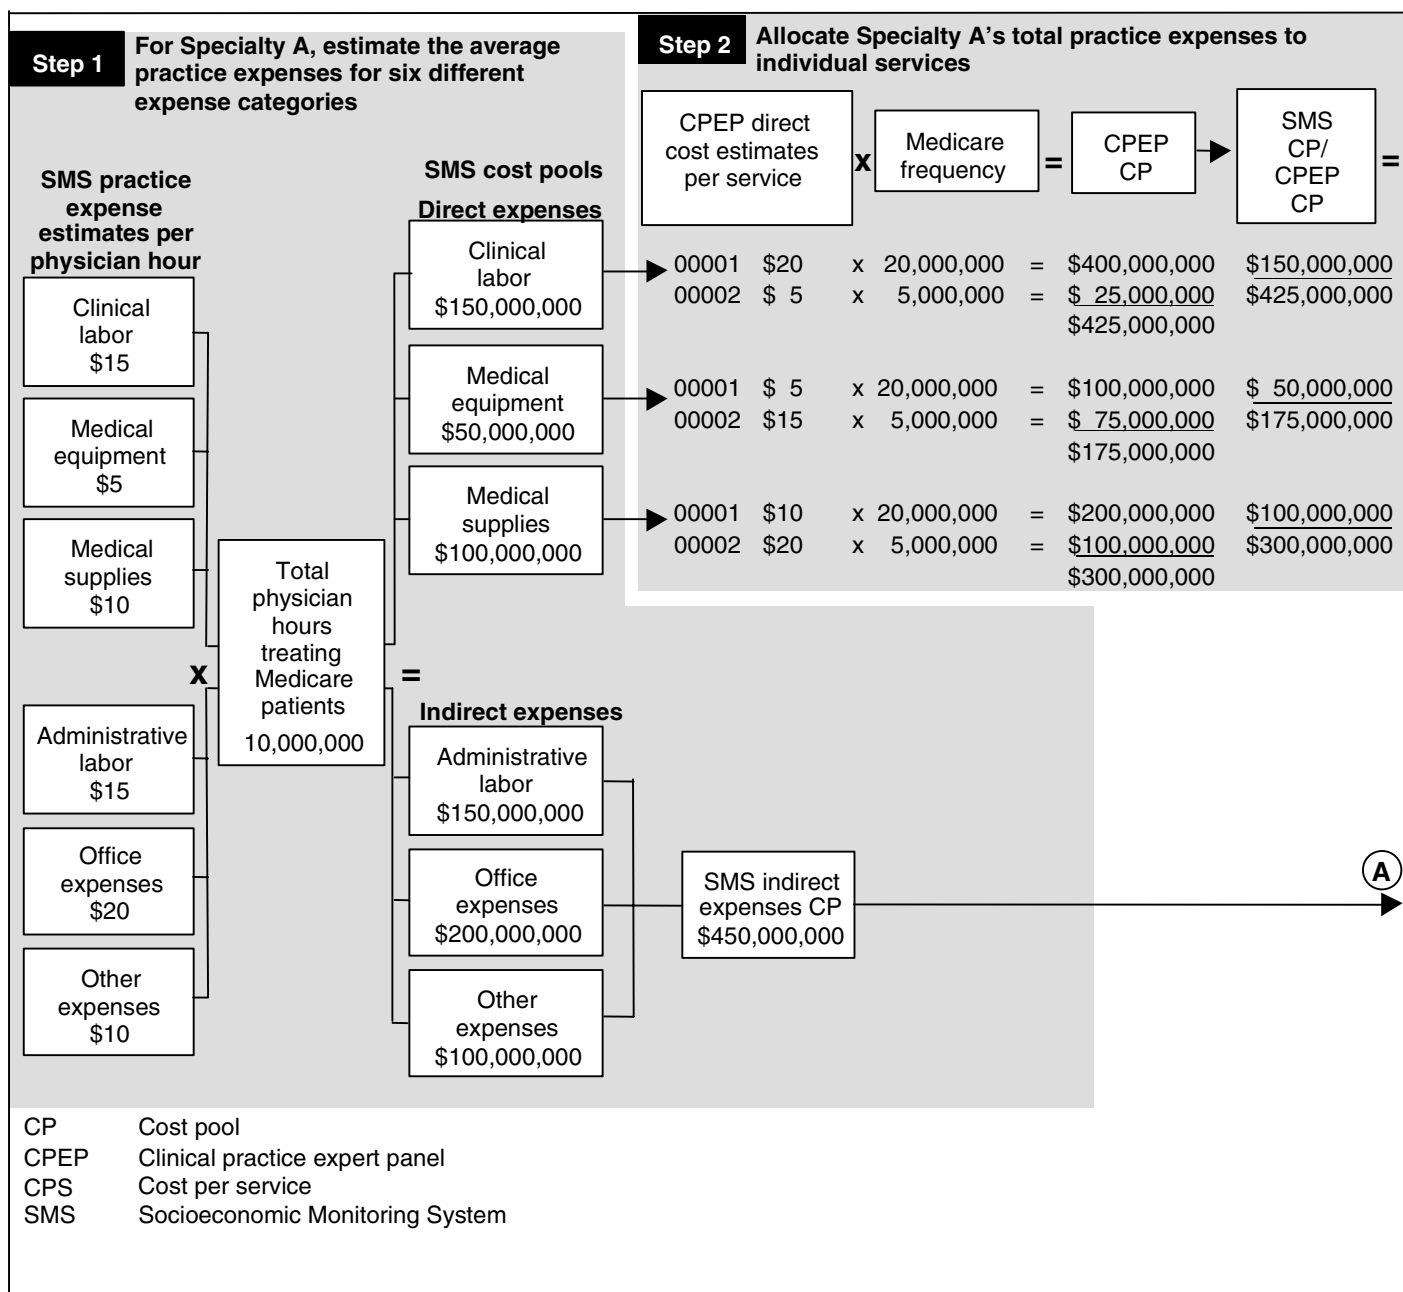 Step 1
For Specialty A, estimate the average
practice expenses for six different
expense categories
SMS practice
expense
estimates per
physician hour
Clinical
labor
$15
Medical
equipment
$5
Medical
supplies
$10
Administrative
labor
$15
Office
expenses
$20
Other
expenses
$10
x
Total
physician
hours
treating
Medicare
patients
10,000,000
=
SMS cost pools
Direct expenses
Clinical
labor
$150,000,000
Medical
equipment
$50,000,000
Medical
supplies
$100,000,000
Indirect expenses
Administrative
labor
$150,000,000
Office
expenses
$200,000,000
Other
expenses
$100,000,000
SMS indirect
expenses CP
$450,000,000
A
Step 2
Allocate Specialty A's total practice expenses to
individual services
CPEP direct
cost estimates
per service
x
Medicare
frequency
=
CPEP
CP
SMS
CP/
CPEP
CP
=
00001 $20 x 20,000,000 = $400,000,000 $150,000,000
00002 $ 5 x 5,000,000 = $ 25,000,000 $425,000,000
$425,000,000
00001 $ 5 x 20,000,000 = $100,000,000 $ 50,000,000
00002 $15 x 5,000,000 = $ 75,000,000 $175,000,000
$175,000,000
00001 $10 x 20,000,000 = $200,000,000 $100,000,000
00002 $20 x 5,000,000 = $100,000,000 $300,000,000
$300,000,000
CP Cost pool
CPEP Clinical practice expert panel
CPS Cost per service
SMS Socioeconomic Monitoring System